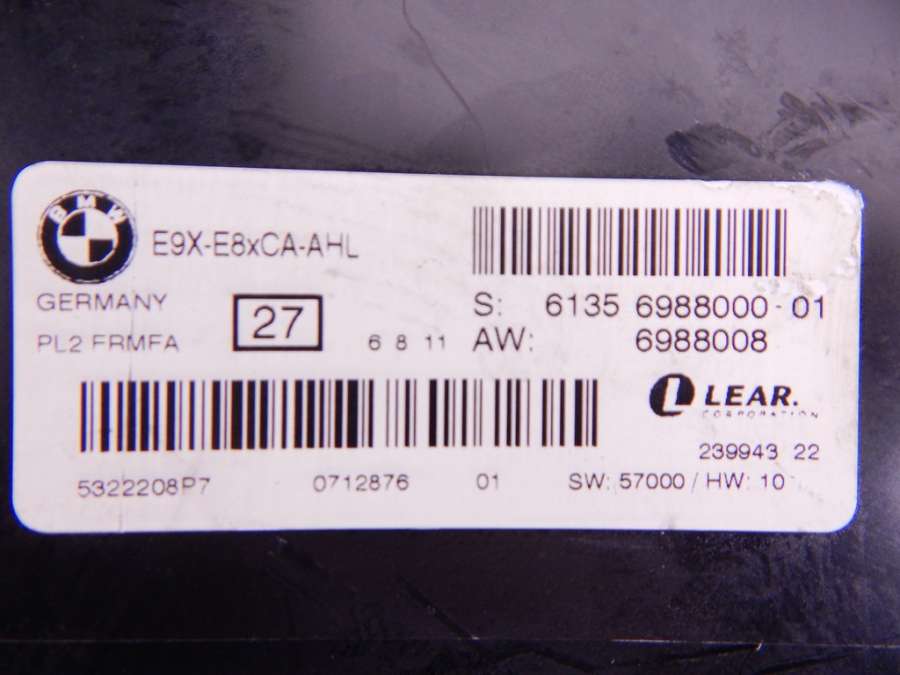 BMW
E9X-E8xCA-AHL
GERMANY
27
S: 6135 6988000-01
PL2 FRMFA
6 8 11
AW: 6988008
LEAR.
CORPORATION
239943 22
5322208P7 0712876 01 SW: 57000 / HW: 10